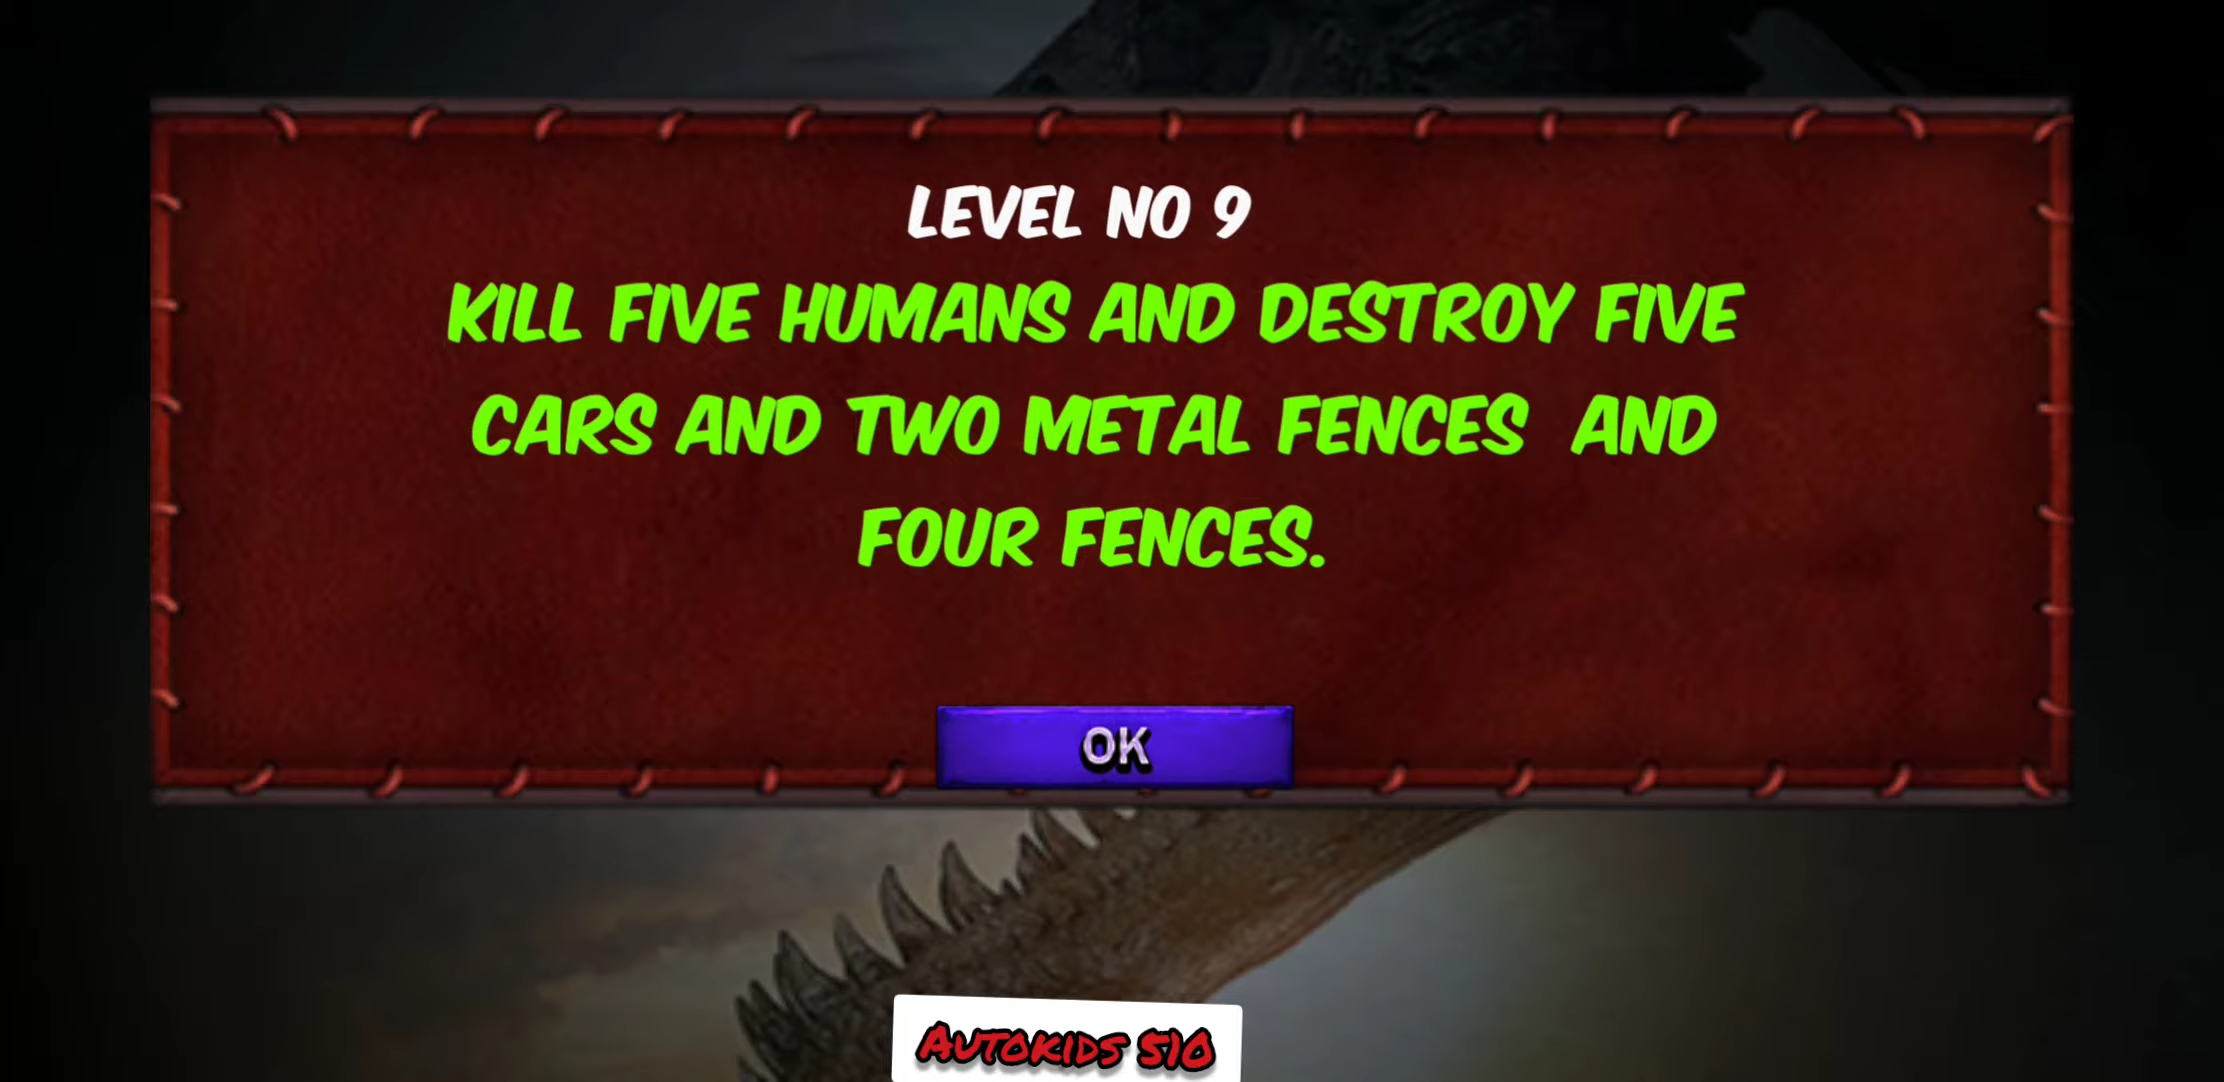 LEVEL NO 9
KILL FIVE HUMANS AND DESTROY FIVE
CARS AND TWO METAL FENCES AND
FOUR FENCES.
OK
AUTOKIDS 510